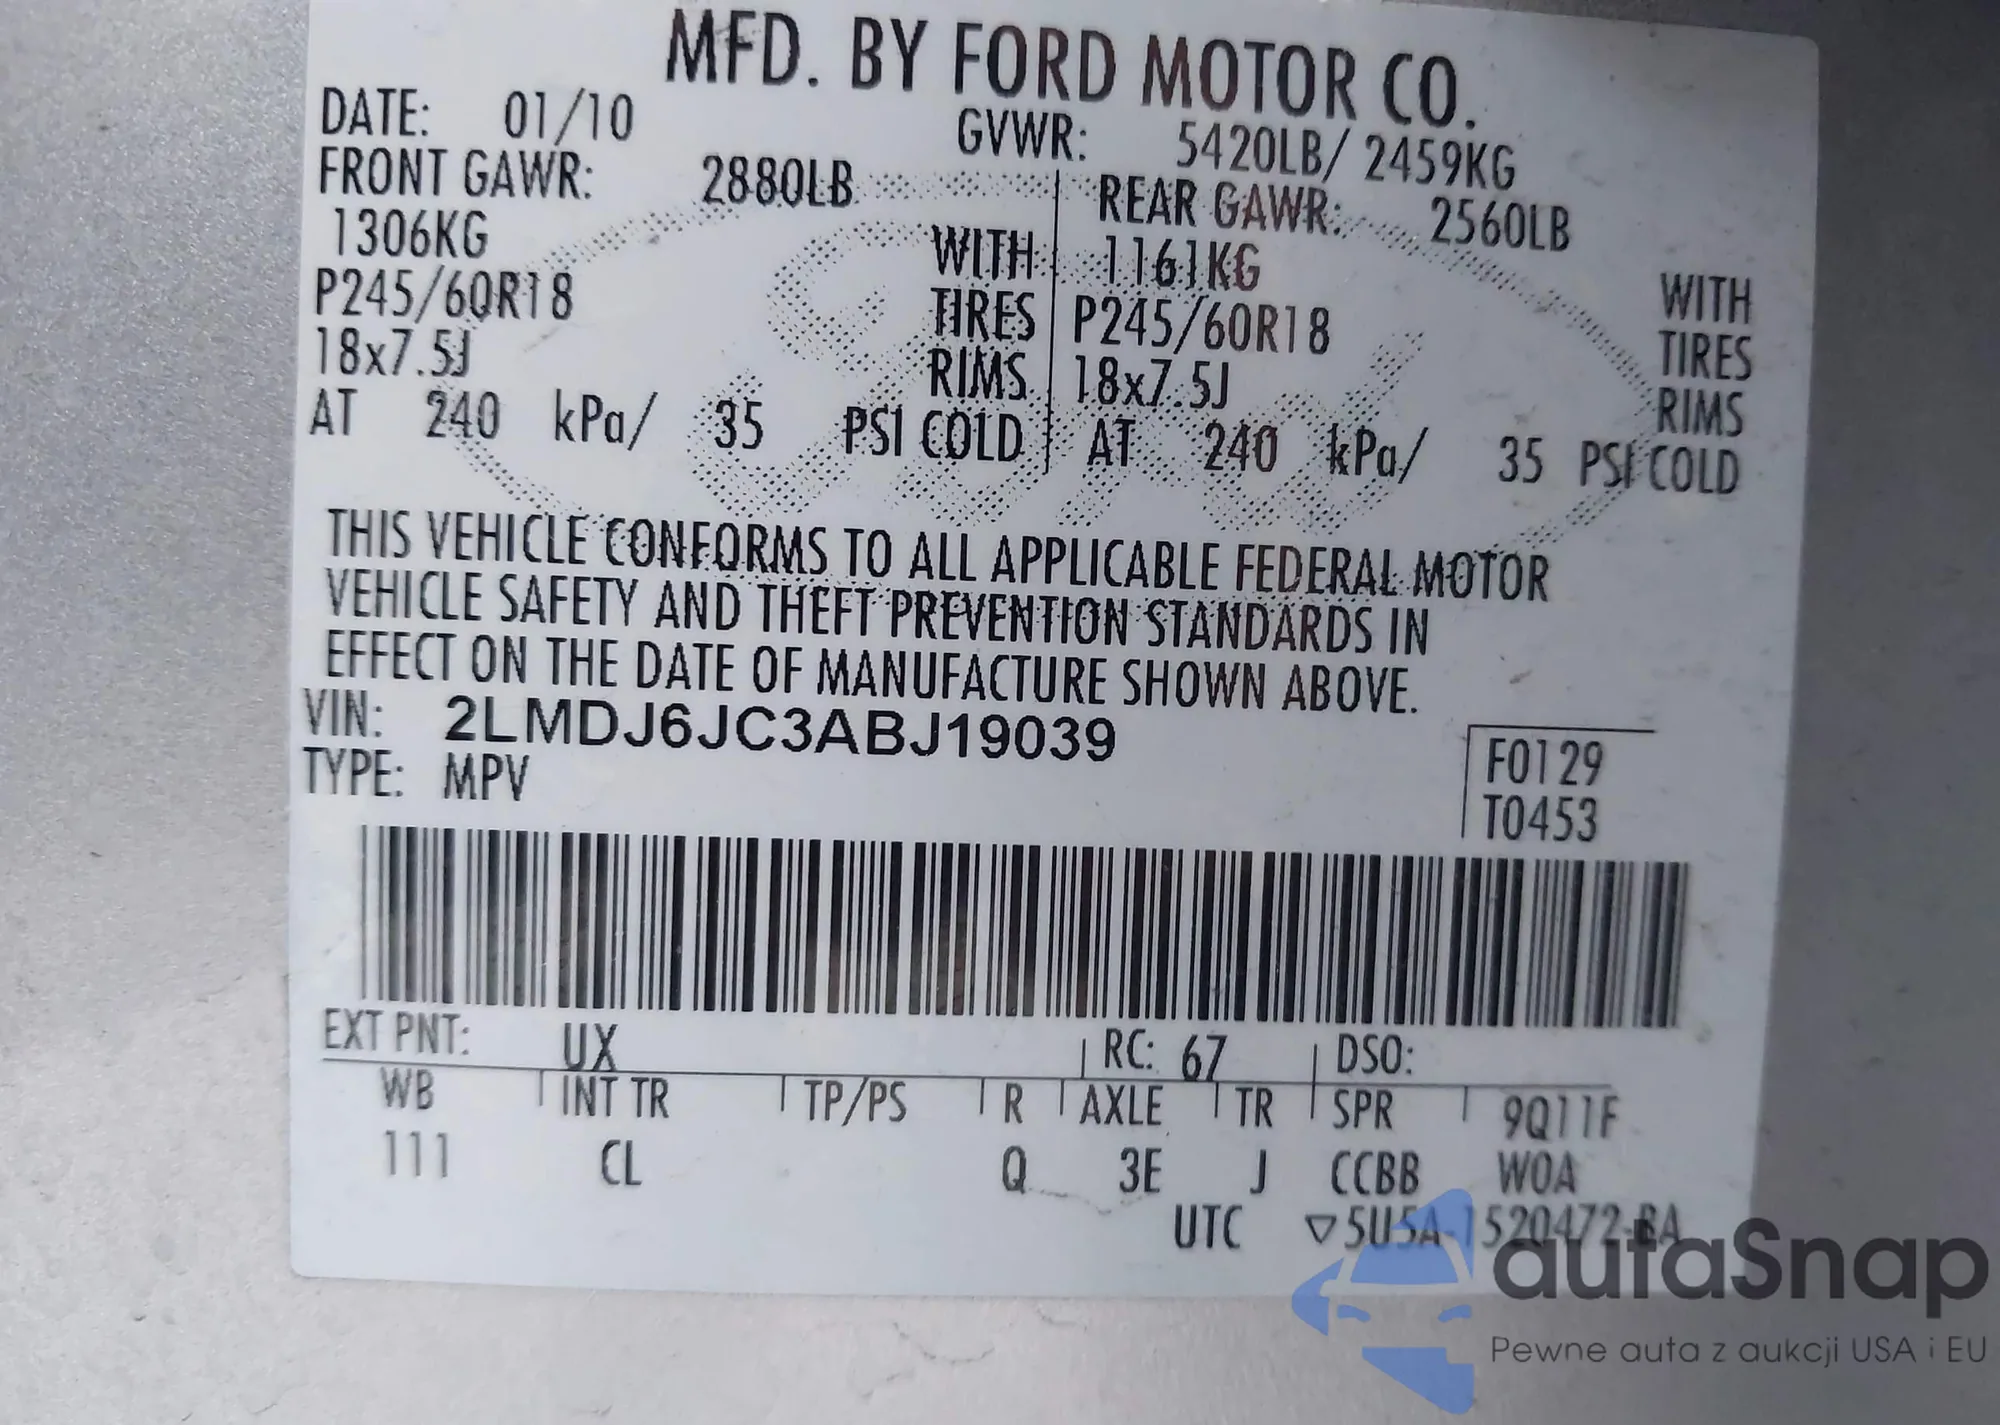 MFD. BY FORD MOTOR CO.
DATE: 01/10 GVWR: 5420LB/ 2459KG
FRONT GAWR: 2880LB REAR GAWR: 2560LB
1306KG WITH 1161KG WITH
P245/60R18 TIRES P245/60R18 TIRES
18x7.5J RIMS 18x7.5J RIMS
AT 240 kPa/ 35 PSI COLD AT 240 kPa/ 35 PSI COLD
THIS VEHICLE CONFORMS TO ALL APPLICABLE FEDERAL MOTOR
VEHICLE SAFETY AND THEFT PREVENTION STANDARDS IN
EFFECT ON THE DATE OF MANUFACTURE SHOWN ABOVE.
VIN: 2LMDJ6JC3ABJ19039
TYPE: MPV
F0129
T0453
EXT PNT: UX RC: 67 DSO:
WB INT TR TP/PS R AXLE TR SPR 9Q11F
111 CL Q 3E J CCBB WOA
UTC ▽5U5A-1520472-BA
autaSnap
Pewne auta z aukcji USA i EU